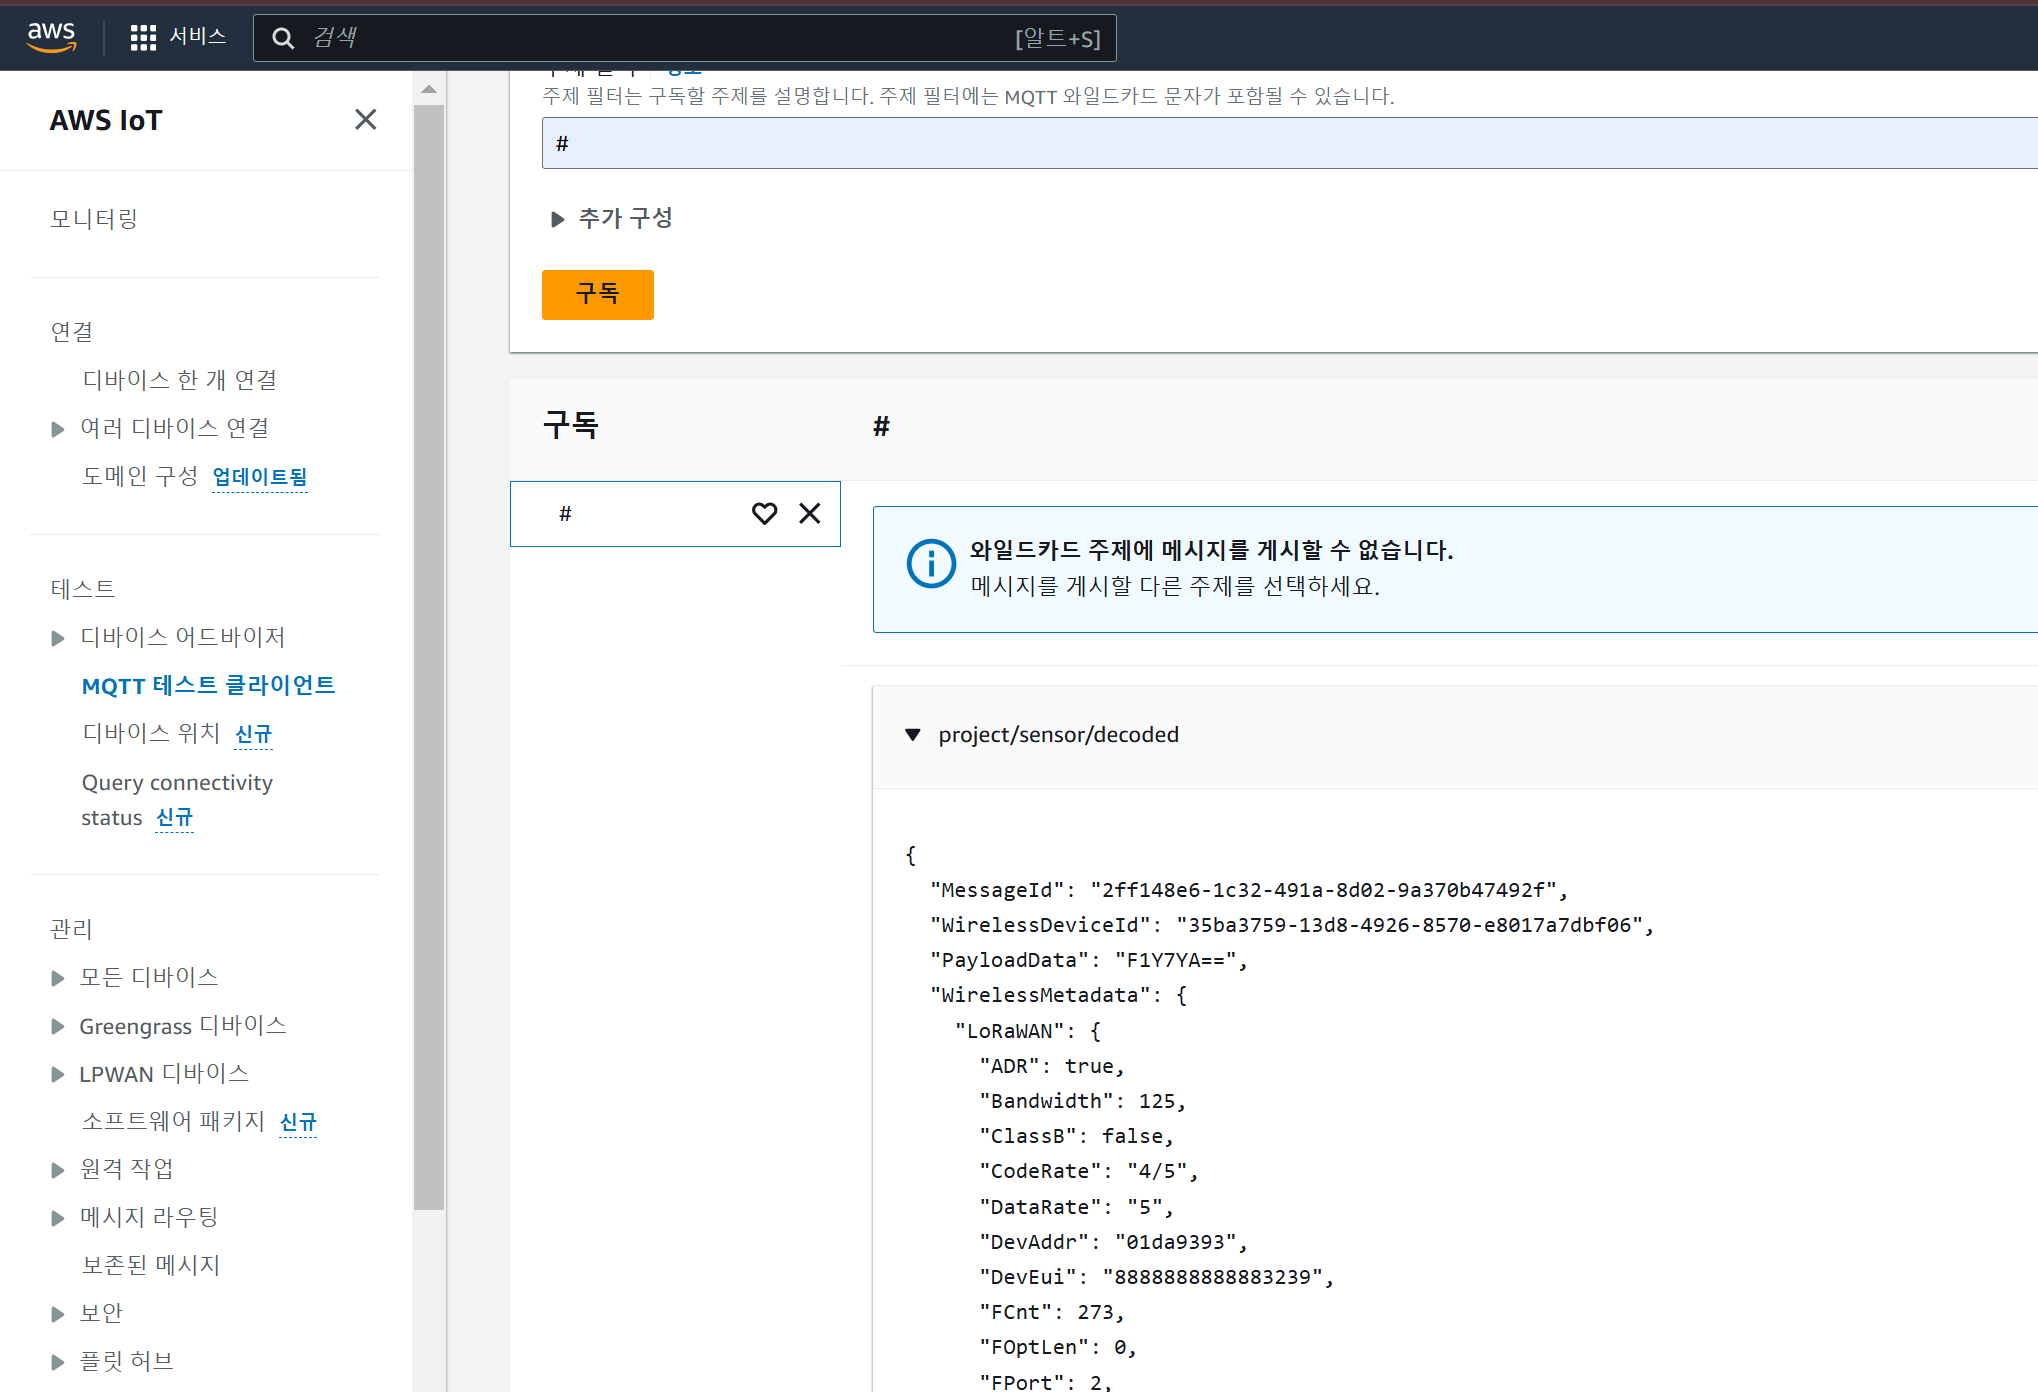 aws
서비스
검색
[알트+S]
AWS IoT
모니터링
연결
디바이스 한 개 연결
여러 디바이스 연결
도메인 구성 업데이트됨
테스트
디바이스 어드바이저
MQTT 테스트 클라이언트
디바이스 위치 신규
Query connectivity
status 신규
관리
모든 디바이스
Greengrass 디바이스
LPWAN 디바이스
소프트웨어 패키지 신규
원격 작업
메시지 라우팅
보존된 메시지
보안
플릿 허브
주제 필터는 구독할 주제를 설명합니다. 주제 필터에는 MQTT 와일드카드 문자가 포함될 수 있습니다.
#
추가 구성
구독
구독
#
#
와일드카드 주제에 메시지를 게시할 수 없습니다.
메시지를 게시할 다른 주제를 선택하세요.
project/sensor/decoded
{
"MessageId": "2ff148e6-1c32-491a-8d02-9a370b47492f",
"WirelessDeviceId": "35ba3759-13d8-4926-8570-e8017a7dbf06",
"PayloadData": "F1Y7YA==",
"WirelessMetadata": {
"LoRaWAN": {
"ADR": true,
"Bandwidth": 125,
"ClassB": false,
"CodeRate": "4/5",
"DataRate": "5",
"DevAddr": "01da9393",
"DevEui": "8888888888883239",
"FCnt": 273,
"FOptLen": 0,
"FPort": 2,